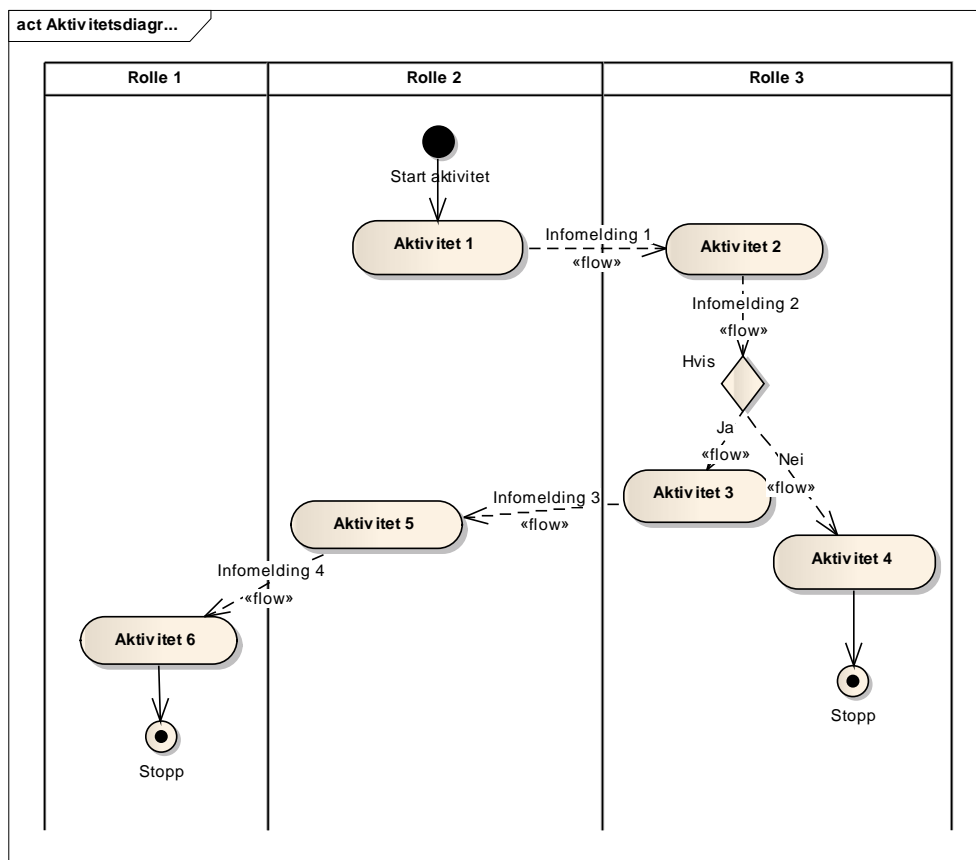 act Aktivitetsdiagr...
Rolle 1
Rolle 2
Rolle 3
Start aktivitet
Aktivitet 1
Infomelding 1
«flow»
Aktivitet 2
Infomelding 2
«flow»
Hvis
Ja
«flow»
Nei
«flow»
Aktivitet 3
Infomelding 3
«flow»
Aktivitet 5
Aktivitet 4
Infomelding 4
«flow»
Aktivitet 6
Stopp
Stopp